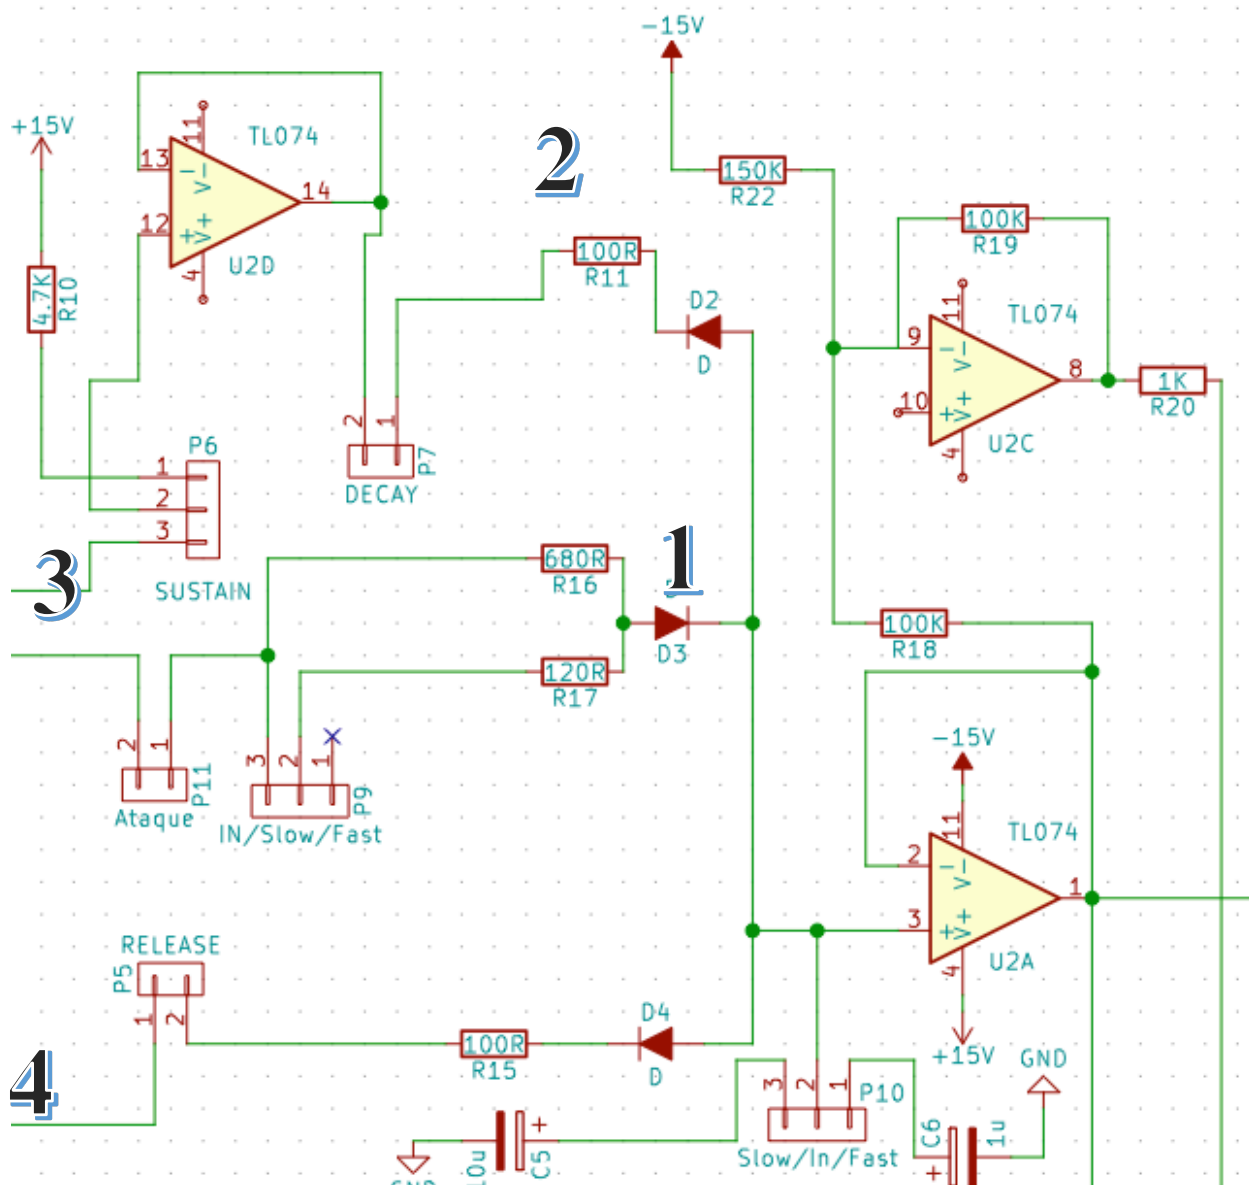 -15V
+15V
11
TL074
13
V-
14
12
V+
U2D
4
4.7K
R10
2
150K
R22
100R
R11
D2
D
100K
R19
11
TL074
9
V-
8
10
V+
U2C
4
1K
R20
P6
1
2
3
SUSTAIN
2
1
P7
DECAY
3
680R
R16
1
D3
120R
R17
100K
R18
2
1
P11
Ataque
3
2
1
P9
IN/Slow/Fast
-15V
11
TL074
2
V-
1
3
V+
U2A
4
+15V
RELEASE
P5
1
2
100R
R15
D4
D
4
3
2
1
P10
Slow/In/Fast
GND
C5
C6
1u